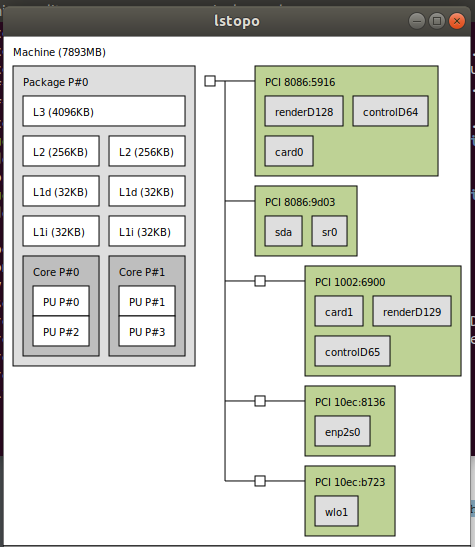 lstopo
Machine (7893MB)
Package P#0
L3 (4096KB)
L2 (256KB) L2 (256KB)
L1d (32KB) L1d (32KB)
L1i (32KB) L1i (32KB)
Core P#0 Core P#1
PU P#0 PU P#1
PU P#2 PU P#3
PCI 8086:5916
renderD128 controlD64
card0
PCI 8086:9d03
sda sr0
PCI 1002:6900
card1 renderD129
controlD65
PCI 10ec:8136
enp2s0
PCI 10ec:b723
wlo1